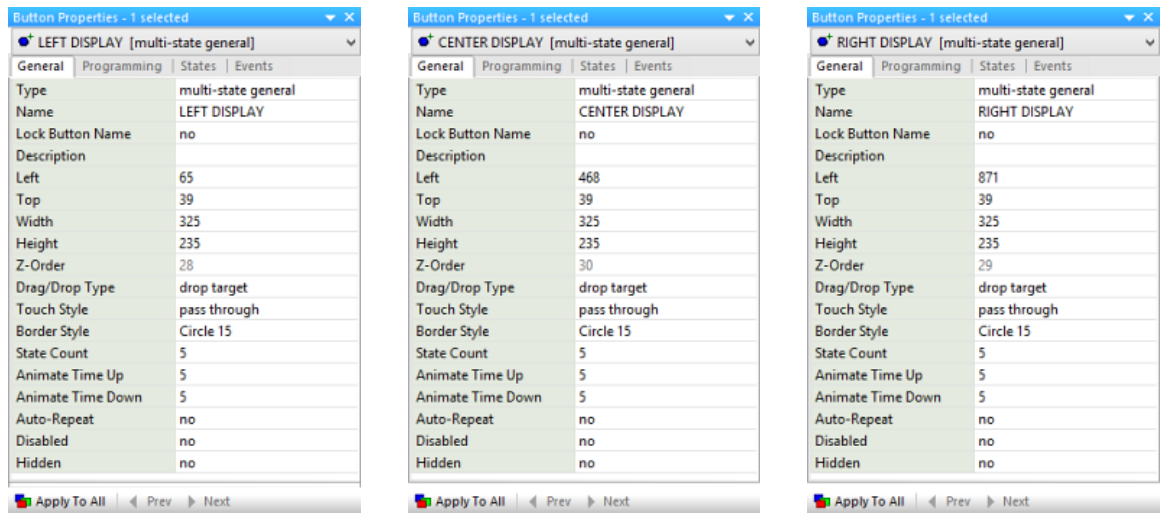 Button Properties - 1 selected
LEFT DISPLAY [multi-state general]
General Programming States Events
Type multi-state general
Name LEFT DISPLAY
Lock Button Name no
Description
Left 65
Top 39
Width 325
Height 235
Z-Order 28
Drag/Drop Type drop target
Touch Style pass through
Border Style Circle 15
State Count 5
Animate Time Up 5
Animate Time Down 5
Auto-Repeat no
Disabled no
Hidden no
Apply To All Prev Next
Button Properties - 1 selected
CENTER DISPLAY [multi-state general]
General Programming States Events
Type multi-state general
Name CENTER DISPLAY
Lock Button Name no
Description
Left 468
Top 39
Width 325
Height 235
Z-Order 30
Drag/Drop Type drop target
Touch Style pass through
Border Style Circle 15
State Count 5
Animate Time Up 5
Animate Time Down 5
Auto-Repeat no
Disabled no
Hidden no
Apply To All Prev Next
Button Properties - 1 selected
RIGHT DISPLAY [multi-state general]
General Programming States Events
Type multi-state general
Name RIGHT DISPLAY
Lock Button Name no
Description
Left 871
Top 39
Width 325
Height 235
Z-Order 29
Drag/Drop Type drop target
Touch Style pass through
Border Style Circle 15
State Count 5
Animate Time Up 5
Animate Time Down 5
Auto-Repeat no
Disabled no
Hidden no
Apply To All Prev Next